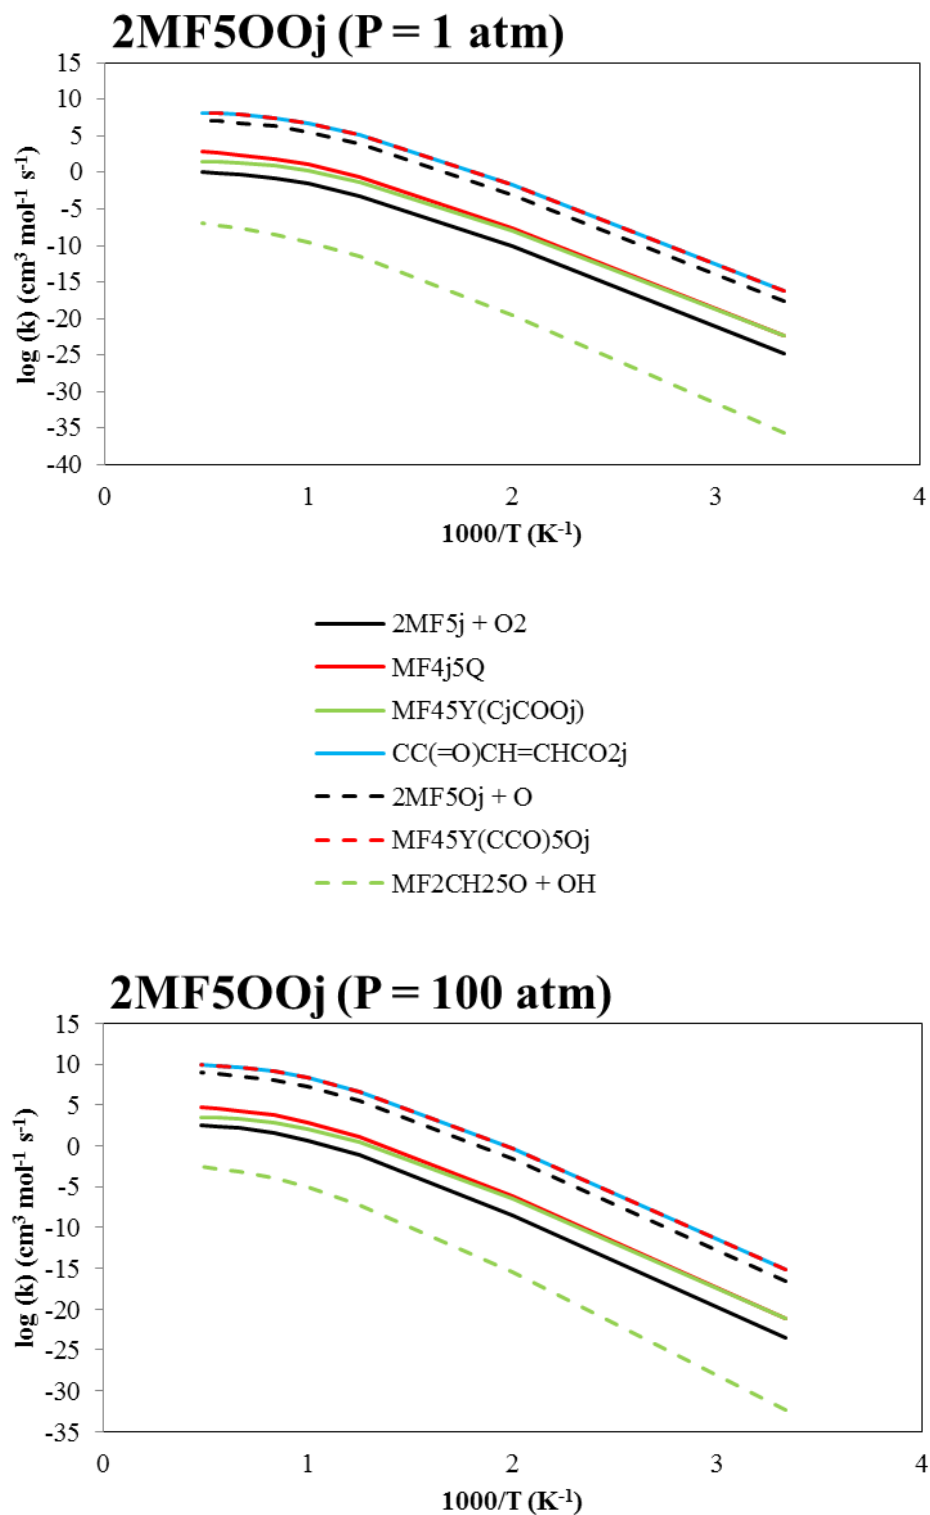 2MF5OOj (P = 1 atm)
15
10
5
0
-5
-10
-15
-20
-25
-30
-35
-40
log (k) (cm³ mol⁻¹ s⁻¹)
0 1 2 3 4
1000/T (K⁻¹)
2MF5j + O2
MF4j5Q
MF45Y(CjCOOj)
CC(=O)CH=CHCO2j
2MF5Oj + O
MF45Y(CCO)5Oj
MF2CH25O + OH
2MF5OOj (P = 100 atm)
15
10
5
0
-5
-10
-15
-20
-25
-30
-35
log (k) (cm³ mol⁻¹ s⁻¹)
0 1 2 3 4
1000/T (K⁻¹)